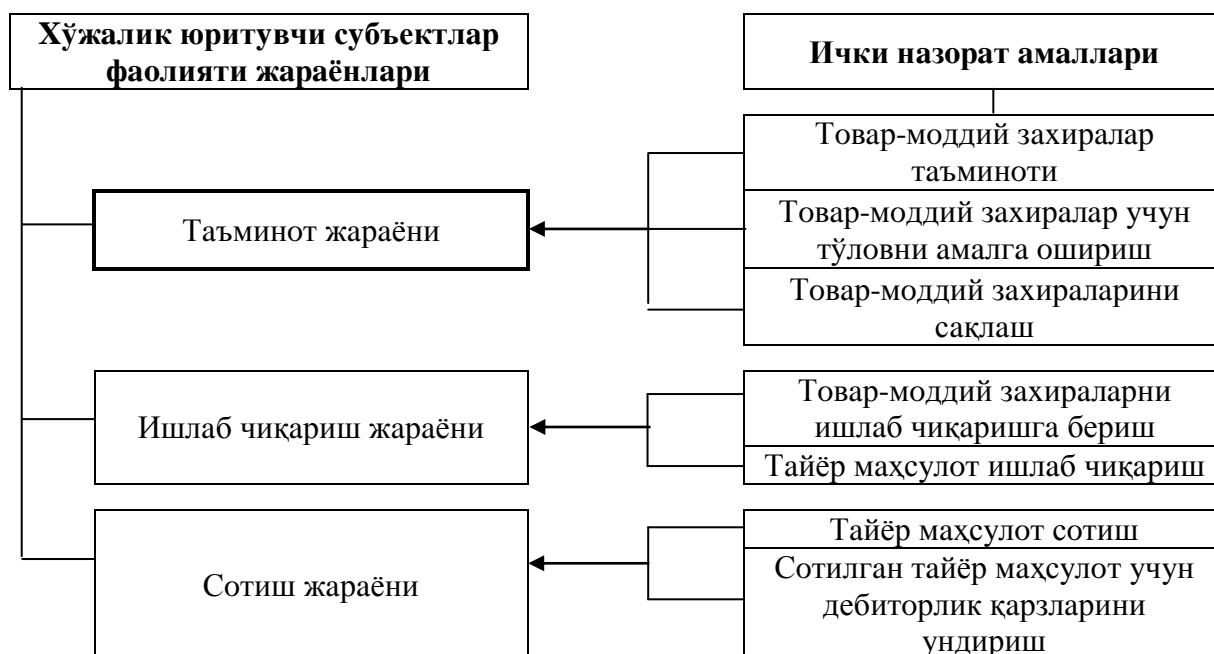 Хўжалик юритувчи субъектлар
фаолияти жараёнлари
Ички назорат амаллари
Таъминот жараёни
Товар-моддий захиралар
таъминоти
Товар-моддий захиралар учун
тўловни амалга ошириш
Товар-моддий захираларини
сақлаш
Ишлаб чиқариш жараёни
Товар-моддий захираларни
ишлаб чиқаришга бериш
Тайёр маҳсулот ишлаб чиқариш
Сотиш жараёни
Тайёр маҳсулот сотиш
Сотилган тайёр маҳсулот учун
дебиторлик қарзларини
ундириш